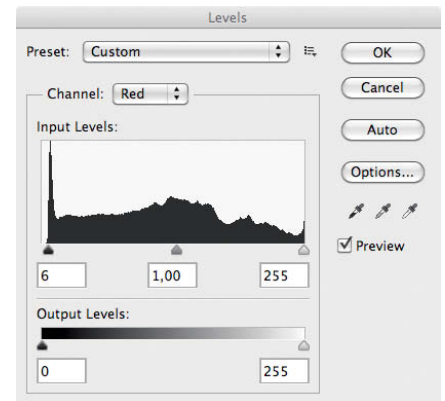 Levels
Preset: Custom
OK
Channel: Red
Cancel
Input Levels:
Auto
Options...
Preview
6 1,00 255
Output Levels:
0 255